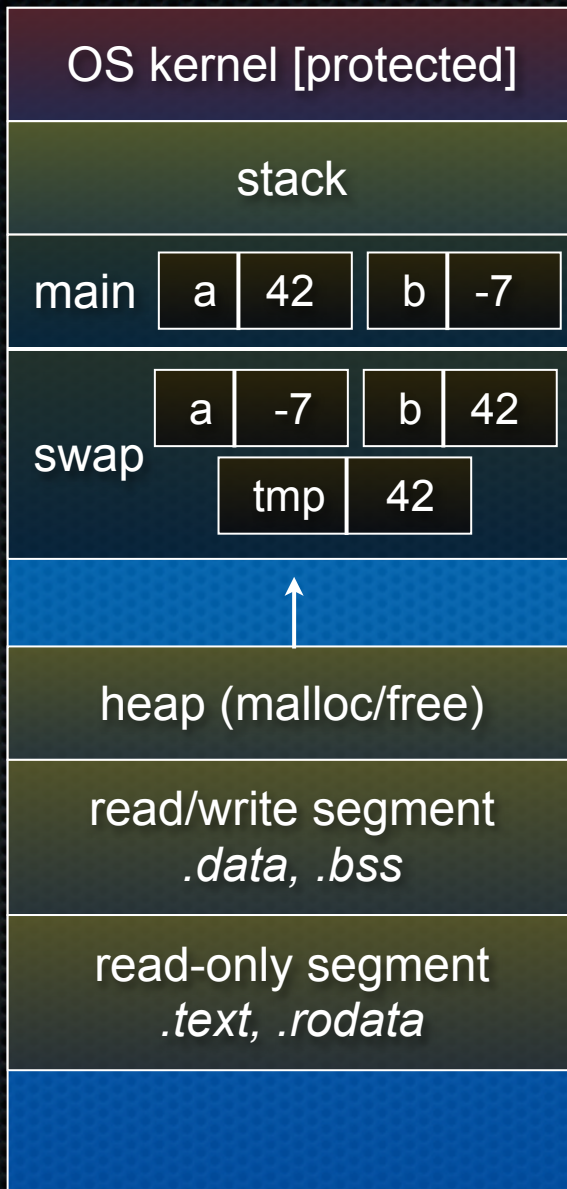 OS kernel [protected]
stack
main a 42 b -7
swap
a -7 b 42
tmp 42
heap (malloc/free)
read/write segment
.data, .bss
read-only segment
.text, .rodata